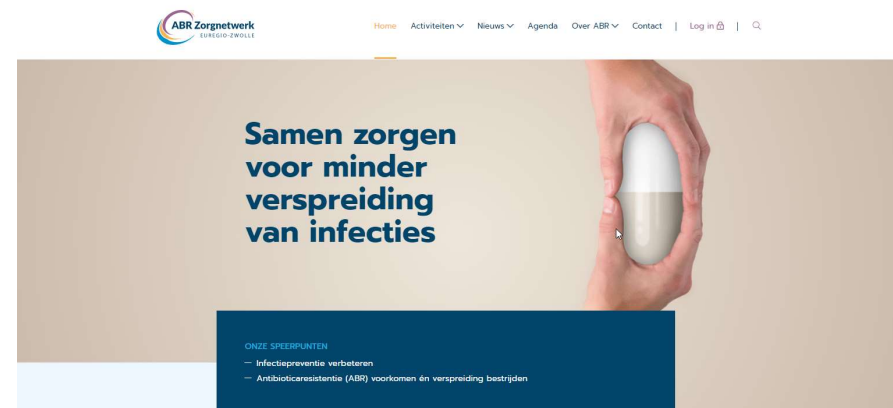 ABR Zorgnetwerk
EUREGIO-ZWOLLE
Home Activiteiten Nieuws Agenda Over ABR Contact | Log in |
Samen zorgen
voor minder
verspreiding
van infecties
ONZE SPEERPUNTEN
— Infectiepreventie verbeteren
— Antibioticaresistentie (ABR) voorkomen én verspreiding bestrijden